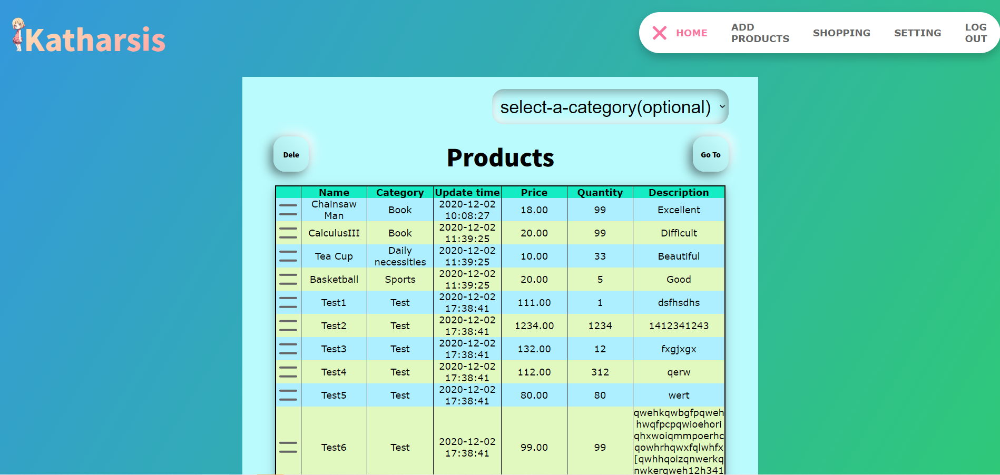 Katharsis
HOME
ADD PRODUCTS
SHOPPING
SETTING
LOG OUT
select-a-category(optional)
Dele
Products
Go To
Name Category Update time Price Quantity Description
Chainsaw Man Book 2020-12-02 10:08:27 18.00 99 Excellent
CalculusIII Book 2020-12-02 11:39:25 20.00 99 Difficult
Tea Cup Daily necessities 2020-12-02 11:39:25 10.00 33 Beautiful
Basketball Sports 2020-12-02 11:39:25 20.00 5 Good
Test1 Test 2020-12-02 17:38:41 111.00 1 dsfhsdhs
Test2 Test 2020-12-02 17:38:41 1234.00 1234 1412341243
Test3 Test 2020-12-02 17:38:41 132.00 12 fxgjxgx
Test4 Test 2020-12-02 17:38:41 112.00 312 qerw
Test5 Test 2020-12-02 17:38:41 80.00 80 wert
Test6 Test 2020-12-02 17:38:41 99.00 99 qwehkqwbgfpqweh
hwqfpcpqwioehori
qhxwoiqmmpoerhc
qowhrhqwxfqlwhfx
[qwhhqoizqnwerkq
nwkerqweh12h341